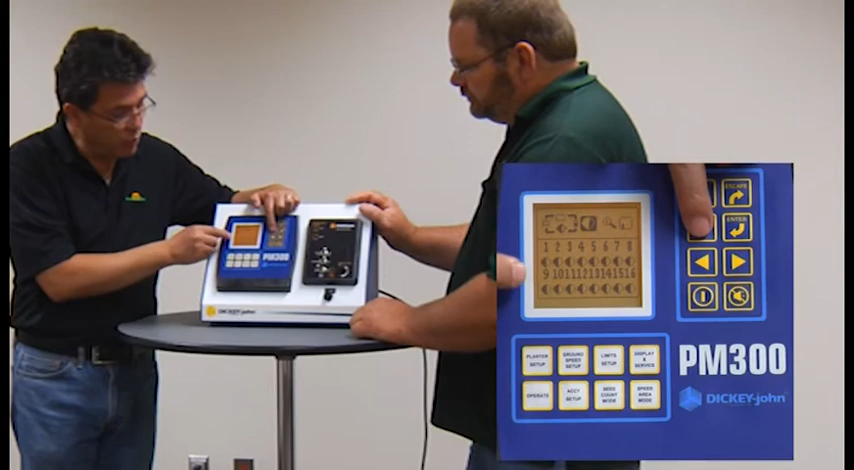 PM300
DICKEY-john
ESCAPE
ENTER
1 2 3 4 5 6 7 8
9 10 11 12 13 14 15 16
PLANTER SETUP
GROUND SPEED SETUP
LIMITS SETUP
DISPLAY & SERVICE
OPERATE
ACCY SETUP
SEED COUNT MODE
SPEED AREA MODE
PM300
DICKEY-john